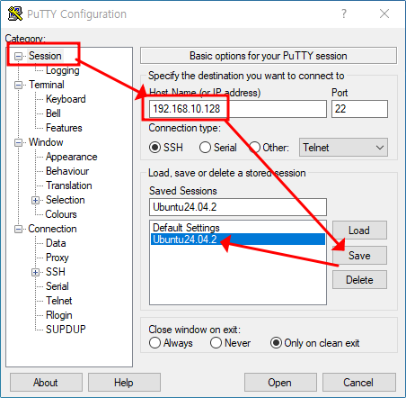 PuTTY Configuration
?
Category:
Session
Logging
Terminal
Keyboard
Bell
Features
Window
Appearance
Behaviour
Translation
Selection
Colours
Connection
Data
Proxy
SSH
Serial
Telnet
Rlogin
SUPDUP
Basic options for your PuTTY session
Specify the destination you want to connect to
Host Name (or IP address) Port
192.168.10.128 22
Connection type:
SSH Serial Other: Telnet
Load, save or delete a stored session
Saved Sessions
Ubuntu24.04.2
Default Settings
Ubuntu24.04.2
Load
Save
Delete
Close window on exit:
Always Never Only on clean exit
About Help Open Cancel